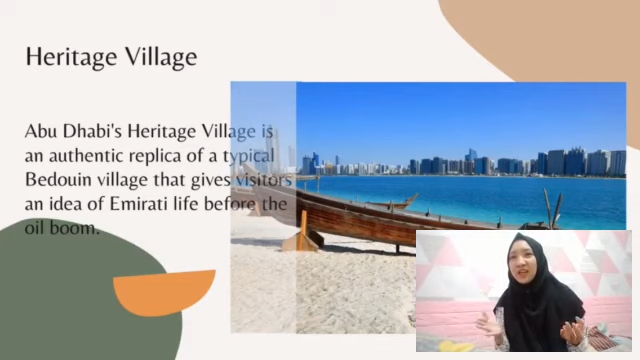 Heritage Village
Abu Dhabi's Heritage Village is
an authentic replica of a typical
Bedouin village that gives visitors
an idea of Emirati life before the
oil boom.